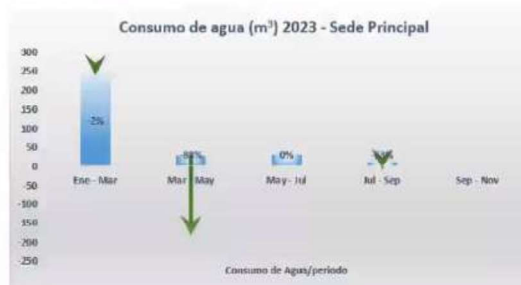 Consumo de agua (m³) 2023 - Sede Principal
300
250
200
150
100
50
0
-50
-100
-150
-200
-250
-2%
0%
Ene - Mar
Mar - May
May - Jul
Jul - Sep
Sep - Nov
Consumo de Agua/periodo